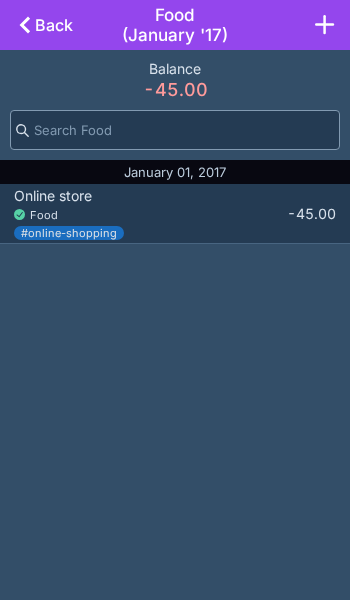 Back
Food
(January '17)
Balance
-45.00
Search Food
January 01, 2017
Online store
Food
-45.00
#online-shopping